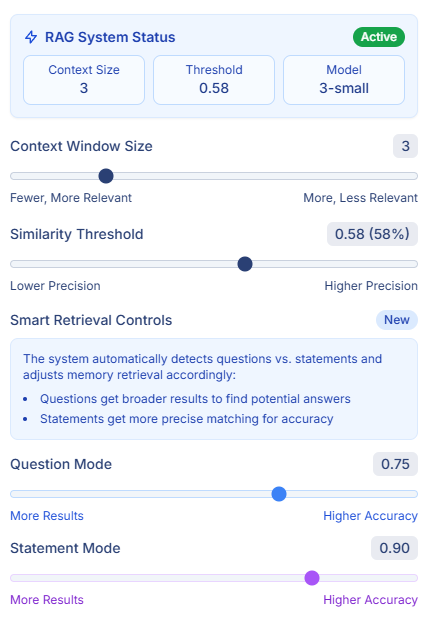 RAG System Status
Active
Context Size
3
Threshold
0.58
Model
3-small
Context Window Size
3
Fewer, More Relevant
More, Less Relevant
Similarity Threshold
0.58 (58%)
Lower Precision
Higher Precision
Smart Retrieval Controls
New
The system automatically detects questions vs. statements and
adjusts memory retrieval accordingly:
• Questions get broader results to find potential answers
• Statements get more precise matching for accuracy
Question Mode
0.75
More Results
Higher Accuracy
Statement Mode
0.90
More Results
Higher Accuracy